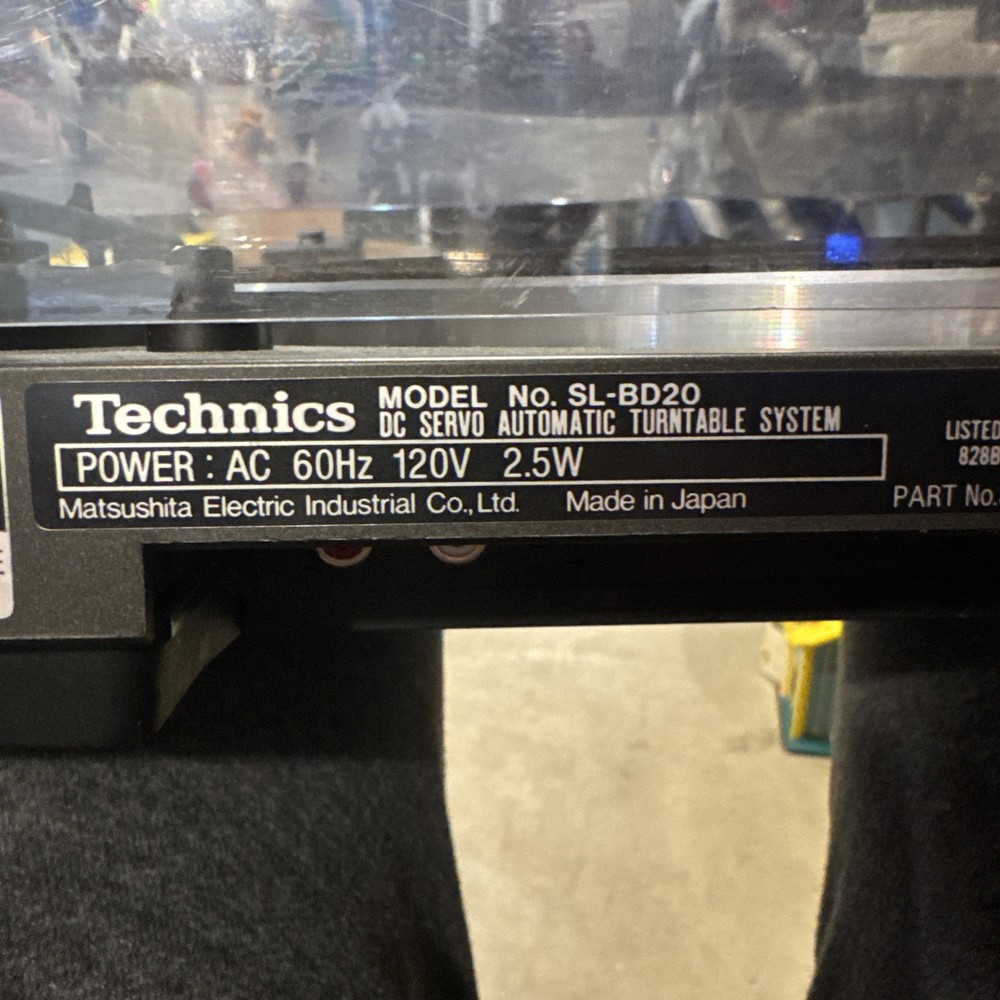 Technics
MODEL No. SL-BD20
DC SERVO AUTOMATIC TURNTABLE SYSTEM
POWER : AC 60Hz 120V 2.5W
Matsushita Electric Industrial Co., Ltd. Made in Japan
LISTED
828B
PART No.